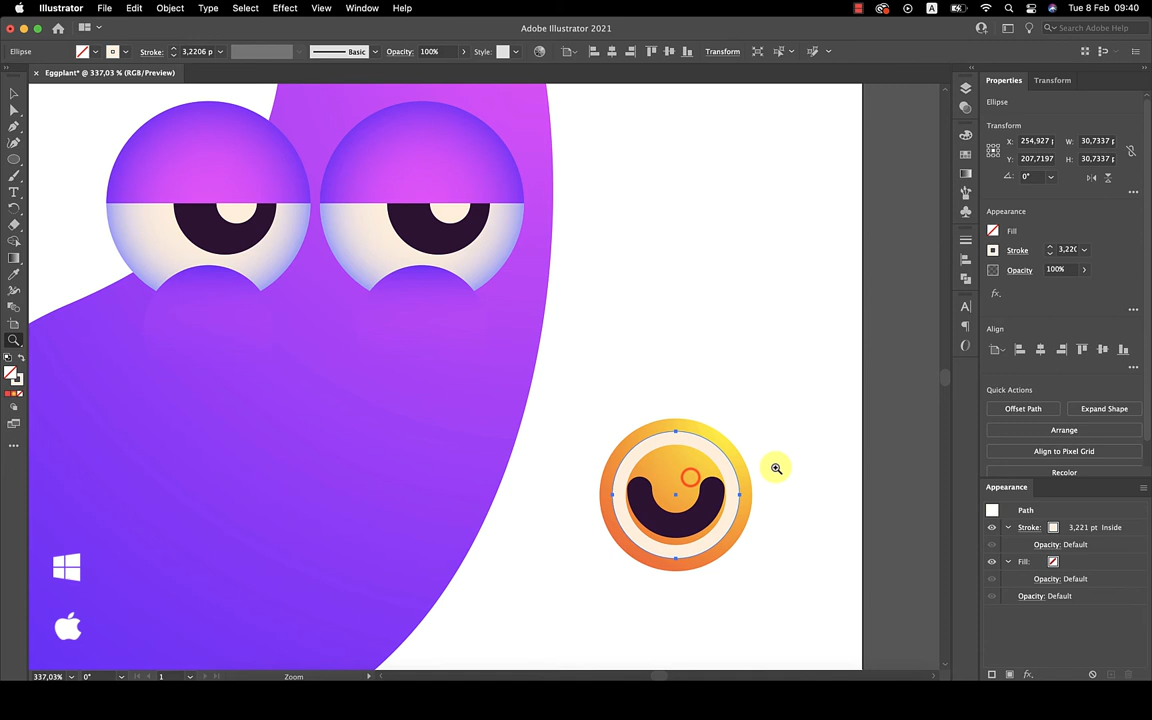 Illustrator File Edit Object Type Select Effect View Window Help A Tue 8 Feb 09:40
Adobe Illustrator 2021 Search Adobe Help
Ellipse Stroke: 3,2206 p Basic Opacity: 100% Style: Transform
× Eggplant* @ 337,03 % (RGB/Preview)
Properties Transform
Ellipse
Transform
X: 254,927 p W: 30,7337 p
Y: 207,7197 H: 30,7337 p
0°
Appearance
Fill
Stroke 3,220
Opacity 100%
fx.
Align
Quick Actions
Offset Path Expand Shape
Arrange
Align to Pixel Grid
Recolor
Appearance
Path
Stroke: 3,221 pt Inside
Opacity: Default
Fill:
Opacity: Default
Opacity: Default
fx.
337,03% 0° 1 Zoom